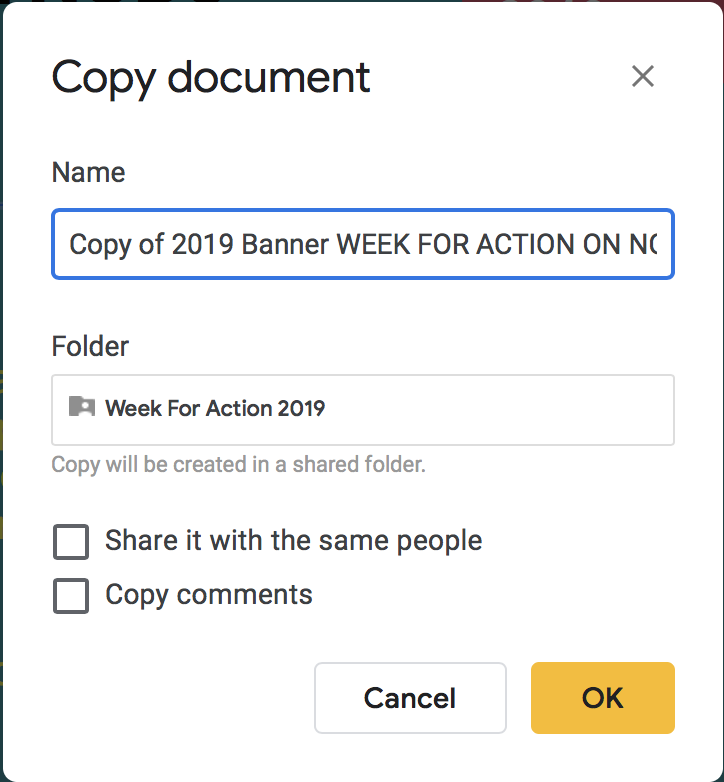 Copy document
Name
Copy of 2019 Banner WEEK FOR ACTION ON
Folder
Week For Action 2019
Copy will be created in a shared folder.
Share it with the same people
Copy comments
Cancel
OK